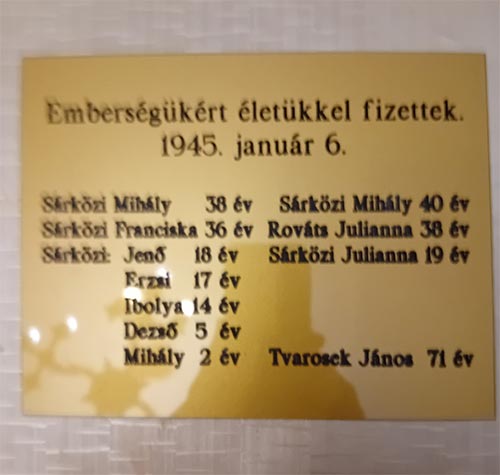 Emberségükért életükkel fizettek.
1945. január 6.
Sárközi Mihály 38 év Sárközi Mihály 40 év
Sárközi Franciska 36 év Rováts Julianna 38 év
Sárközi: Jenő 18 év Sárközi Julianna 19 év
Erzsi 17 év
Ibolya 14 év
Dezső 5 év
Mihály 2 év Tvarosek János 71 év